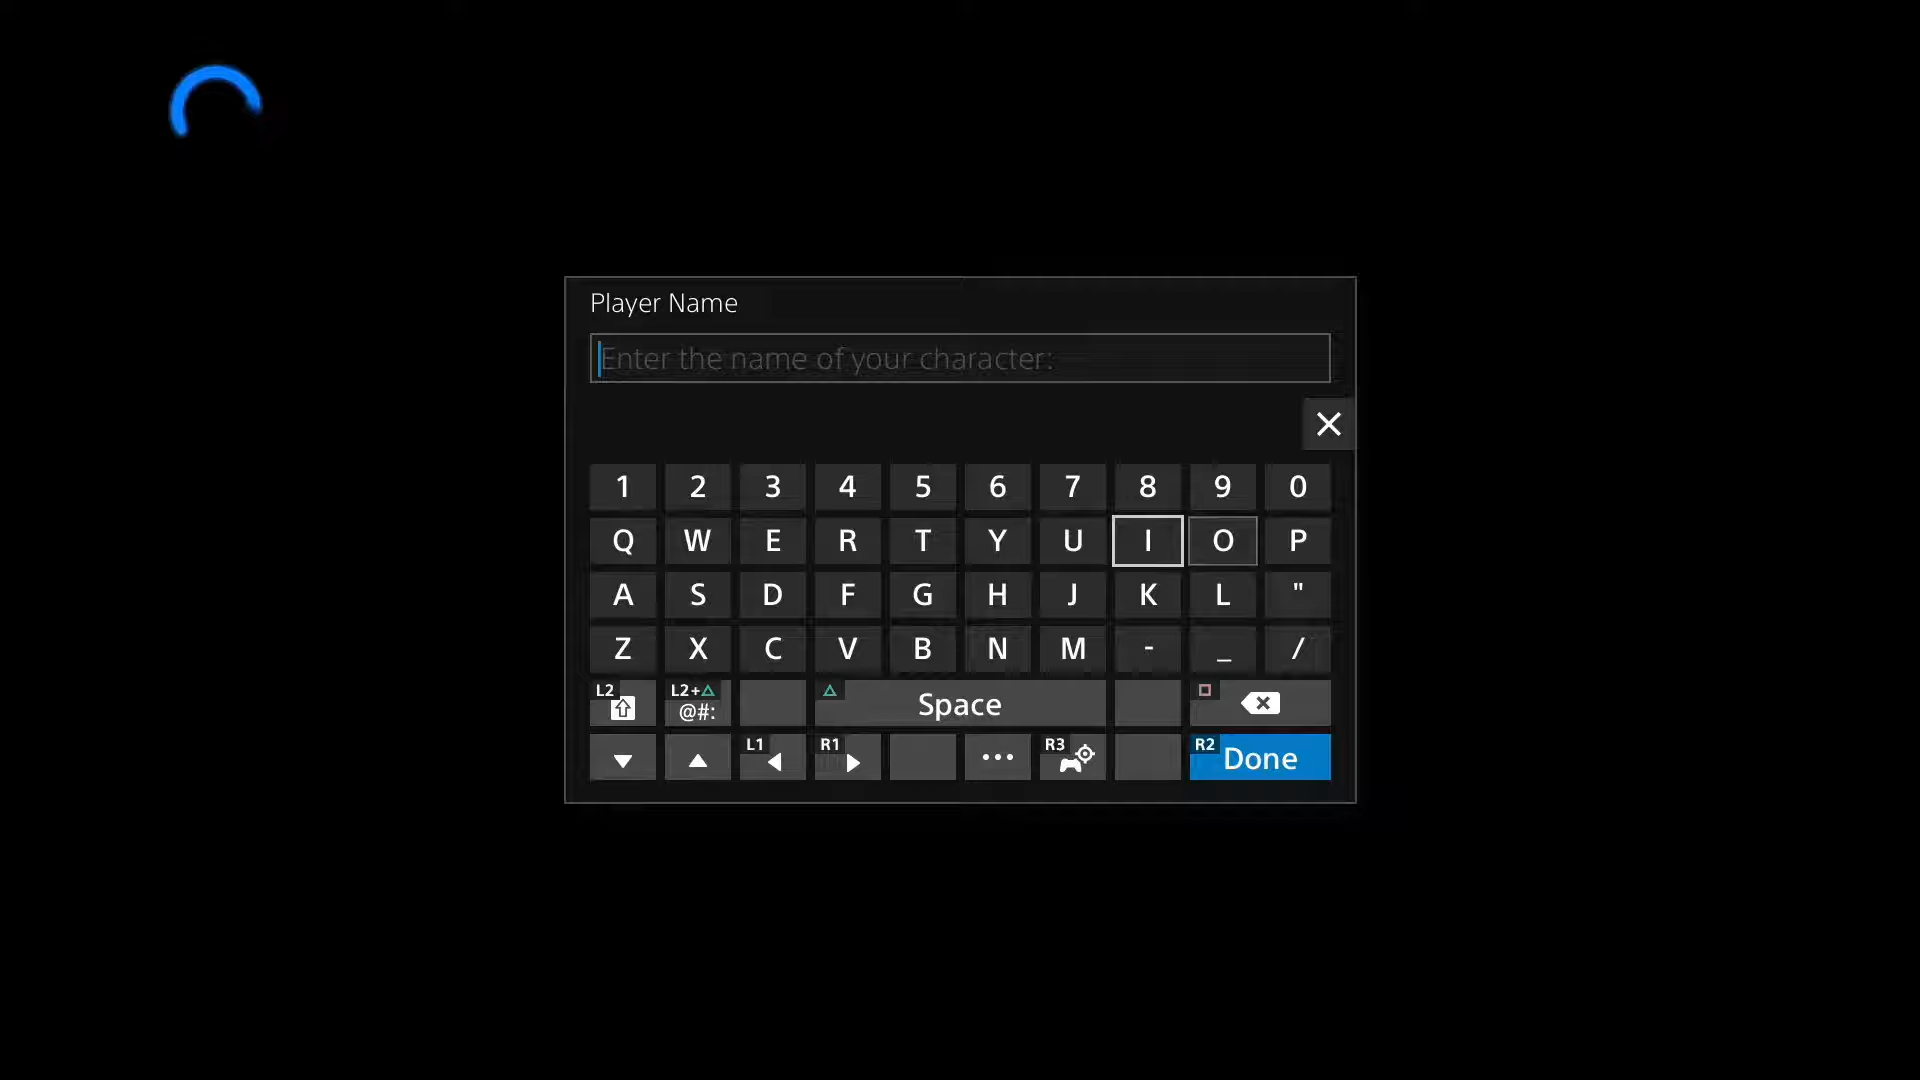 Player Name
Enter the name of your character:
1 2 3 4 5 6 7 8 9 0
Q W E R T Y U I O P
A S D F G H J K L "
Z X C V B N M - _ /
L2 L2+△ @#: △ Space □
L1 R1 ... R3 R2 Done